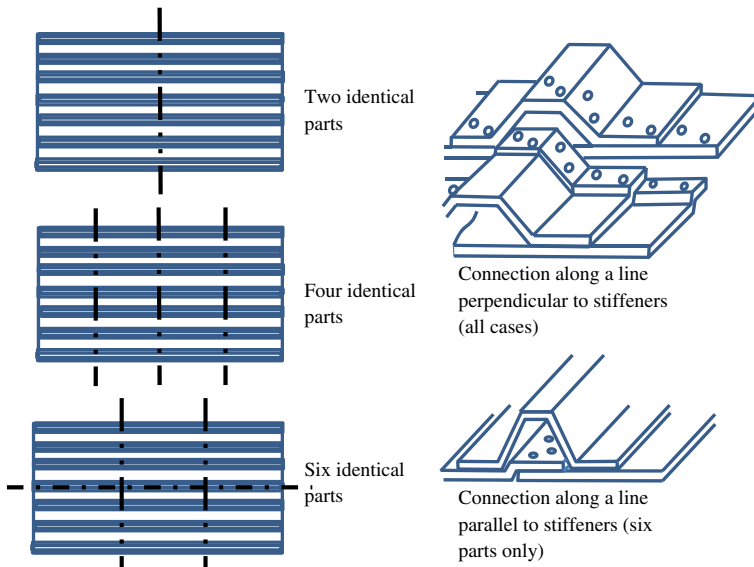 Two identical
parts
Four identical
parts
Six identical
parts
Connection along a line
perpendicular to stiffeners
(all cases)
Connection along a line
parallel to stiffeners (six
parts only)